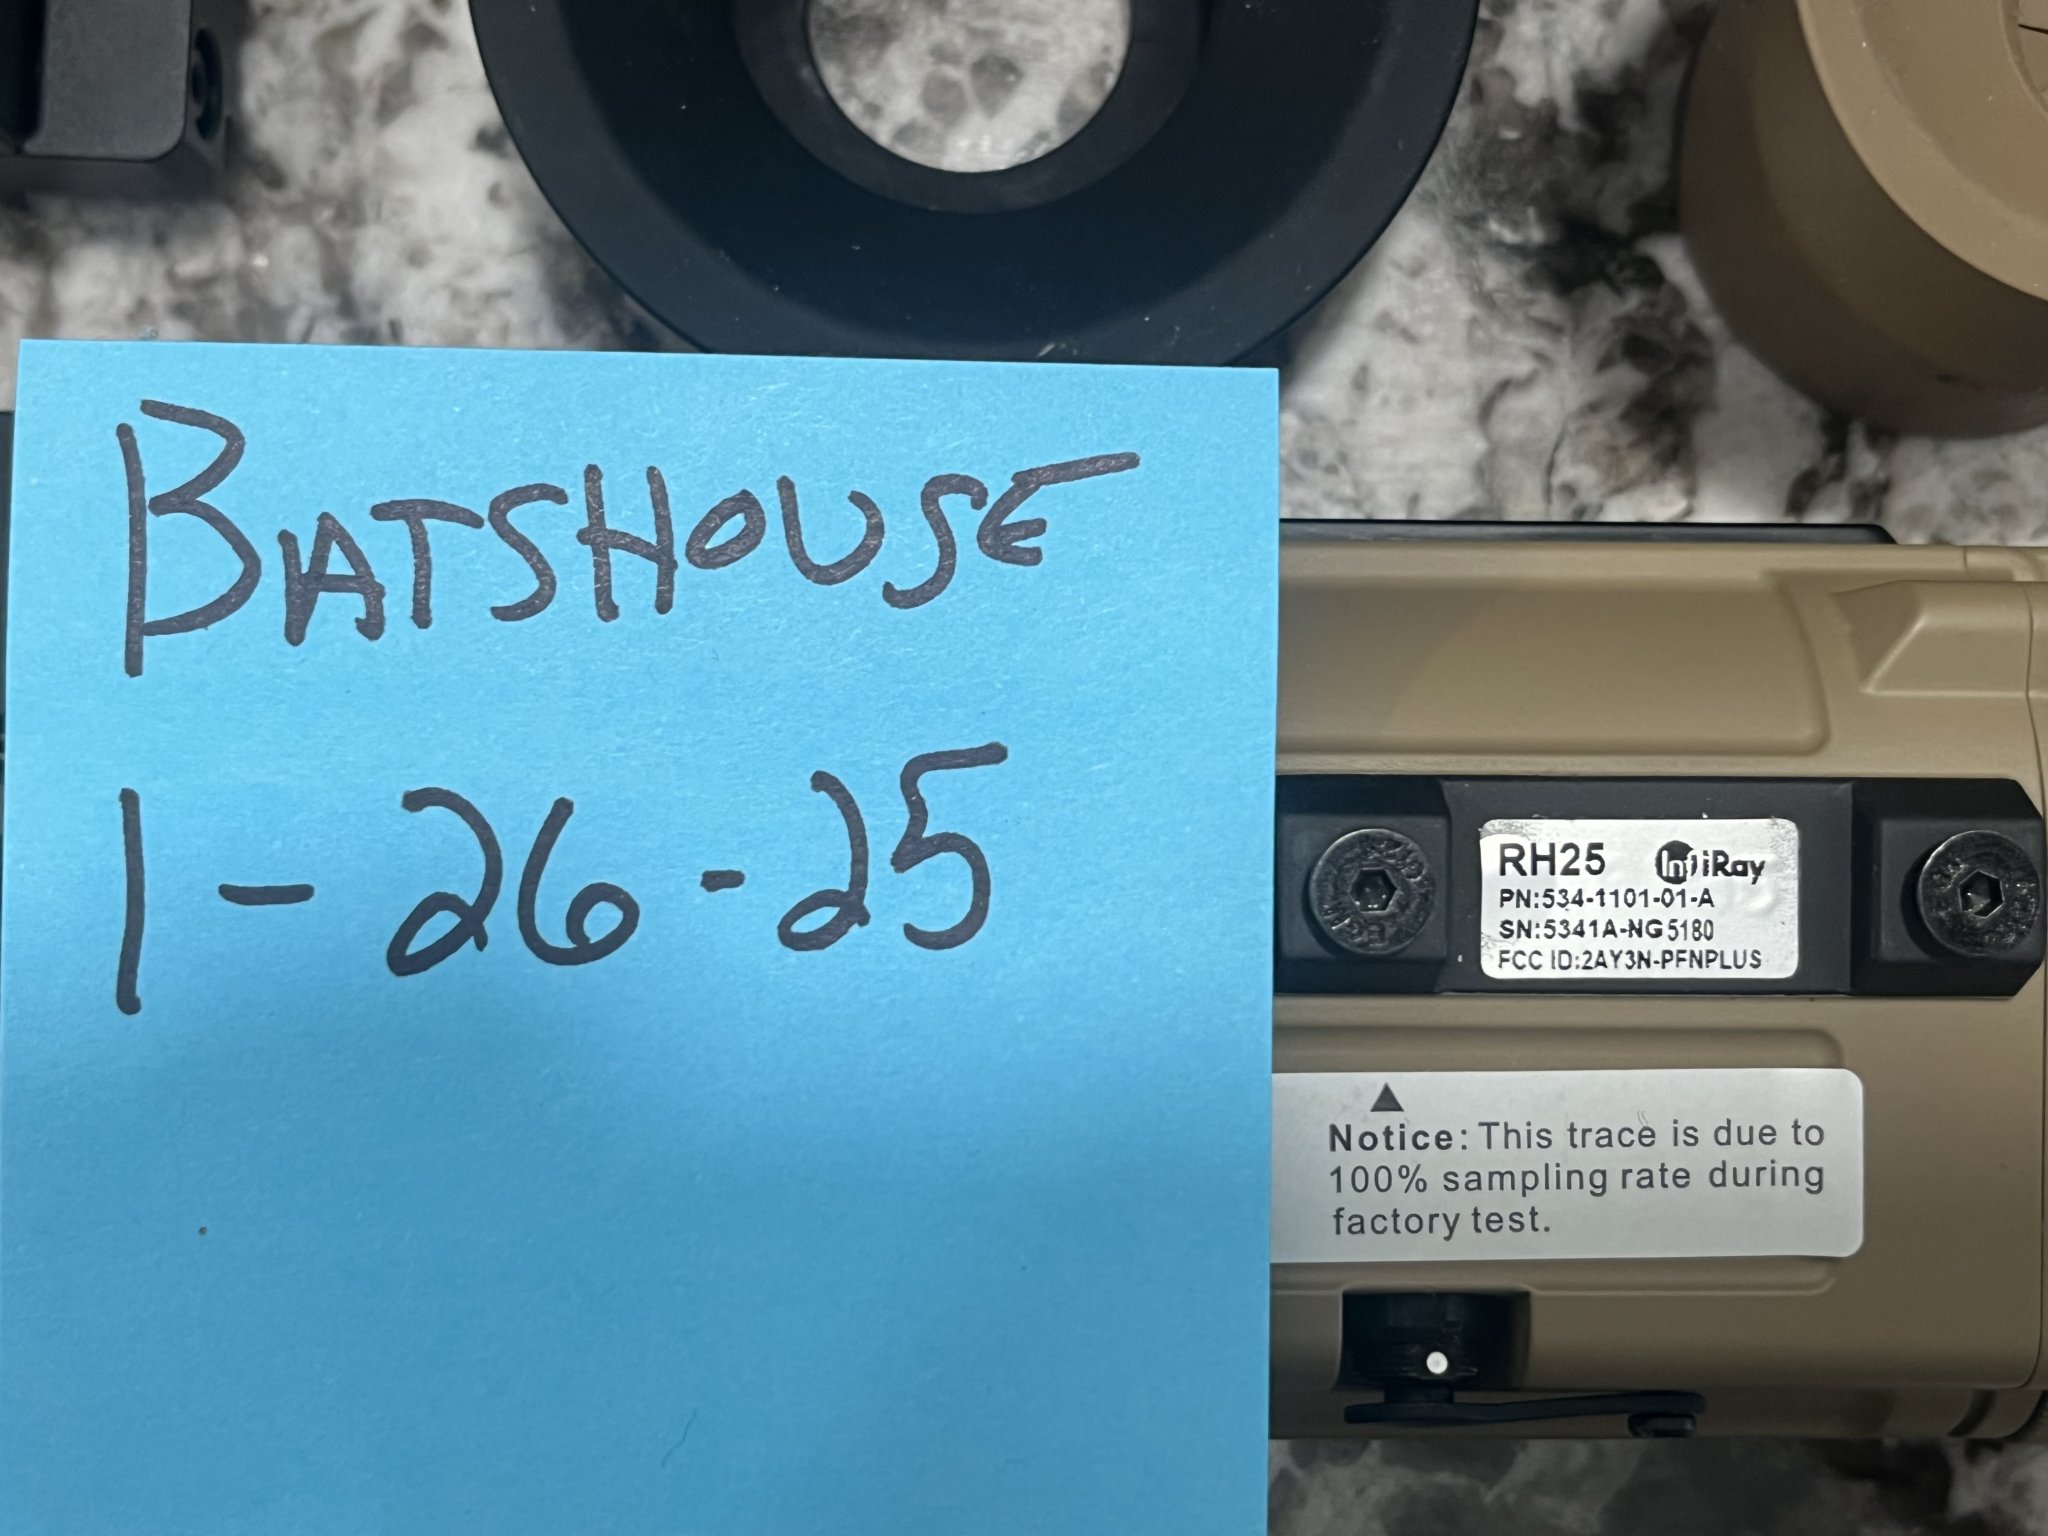 BATSHOUSE
1-26-25
RH25 InfiRay
PN:534-1101-01-A
SN:5341A-NG5180
FCC ID:2AY3N-PFNPLUS
Notice: This trace is due to
100% sampling rate during
factory test.